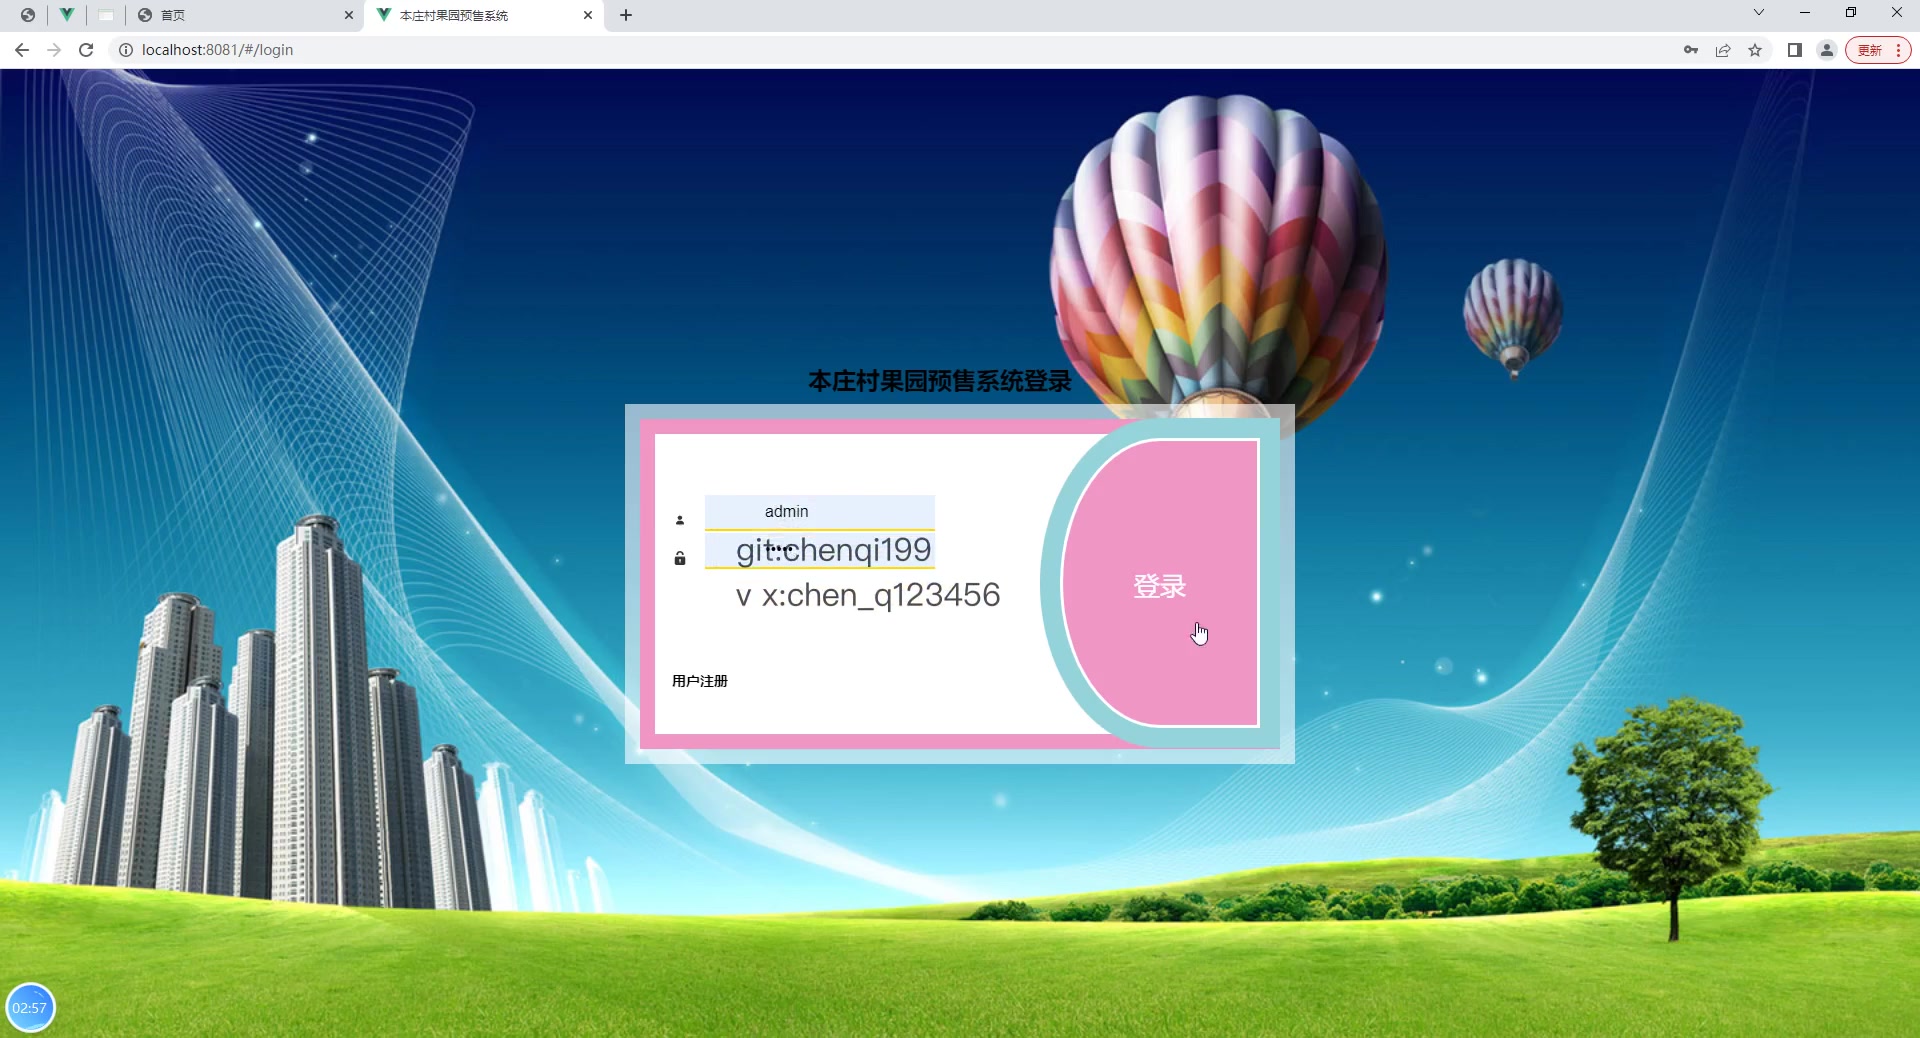 首页
本庄村果园预售系统
localhost:8081/#/login
更新
本庄村果园预售系统登录
admin
•••••
git:chenqi199
v x:chen_q123456
登录
用户注册
02:57